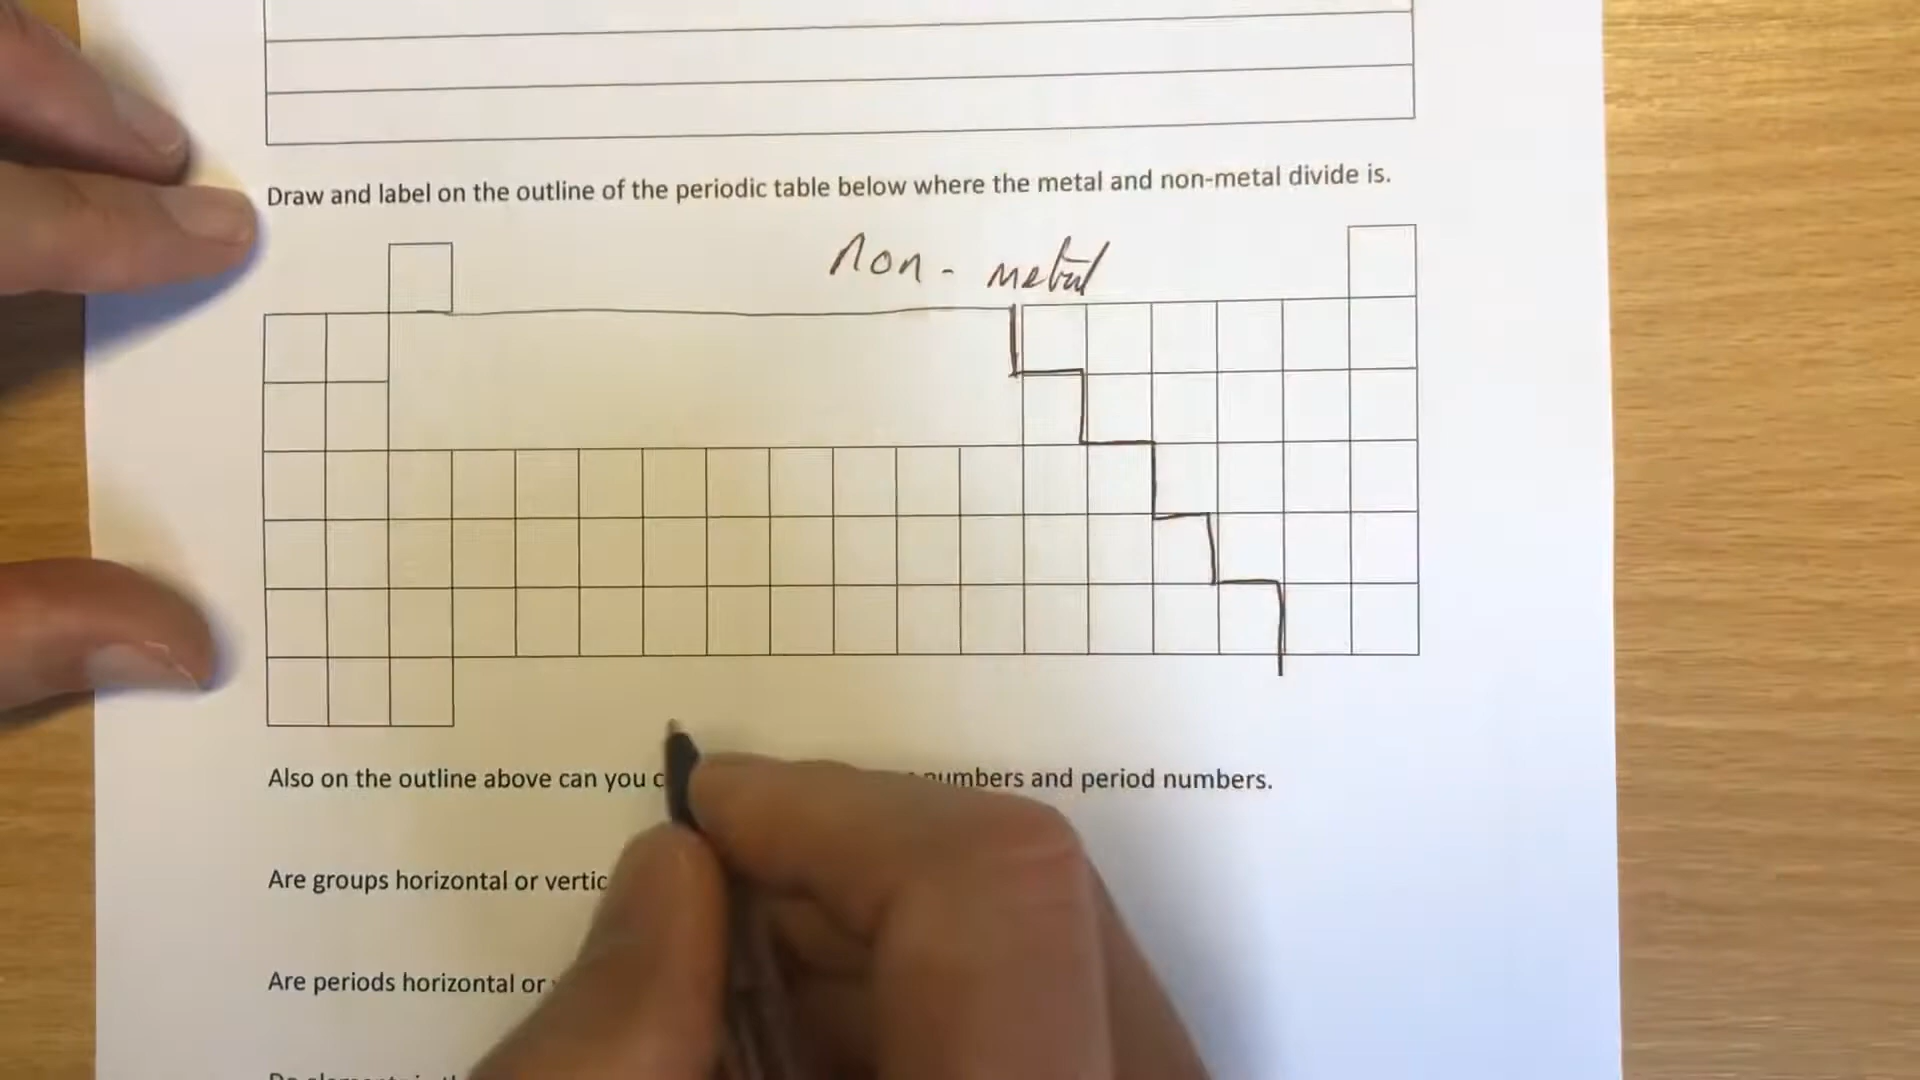 Draw and label on the outline of the periodic table below where the metal and non-metal divide is.
Non - metal
Also on the outline above can you numbers and period numbers.
Are groups horizontal or
Are periods horizontal or